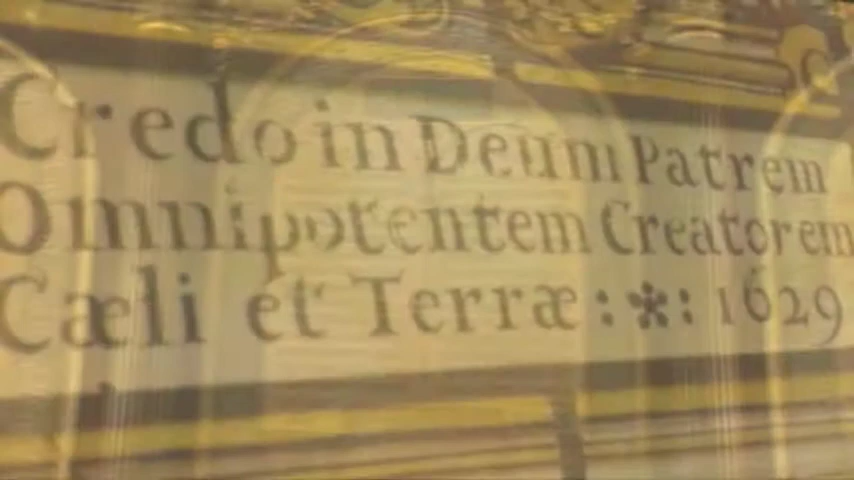 Credo in Deum Patrem
Omnipotentem Creatorem
Cæli et Terræ :*: 1629